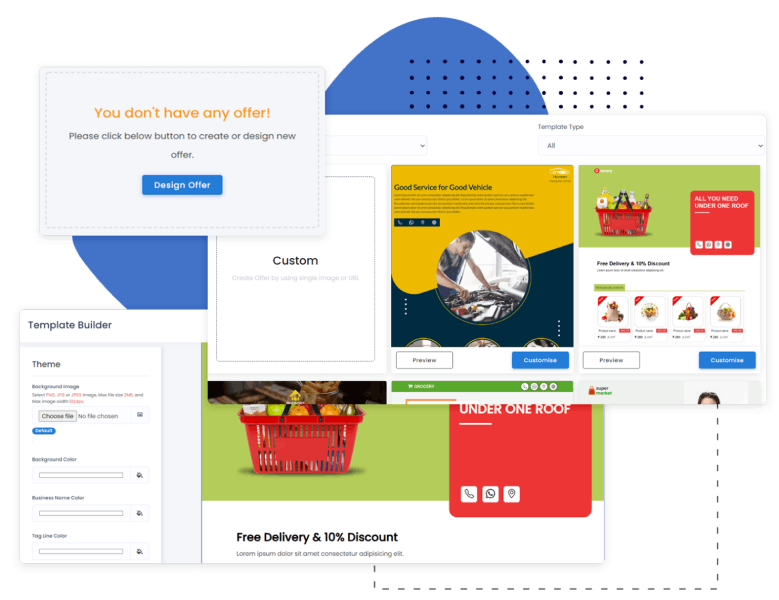 You don't have any offer!
Please click below button to create or design new
offer.
Design Offer
Template Type
All
Custom
Create Offer by using single image or URL
Good Service for Good Vehicle
Preview
Customise
ALL YOU NEED
UNDER ONE ROOF
Free Delivery & 10% Discount
Preview
Customise
GROCERY
super
market
Template Builder
Theme
Background Image
Select PNG, JPG or JPEG image, Max file size 2MB, and
Max image width 1024px.
Choose file No file chosen
Default
Background Color
Business Name Color
Tag Line Color
UNDER ONE ROOF
Free Delivery & 10% Discount
Lorem ipsum dolor sit amet consectetur adipisicing elit.